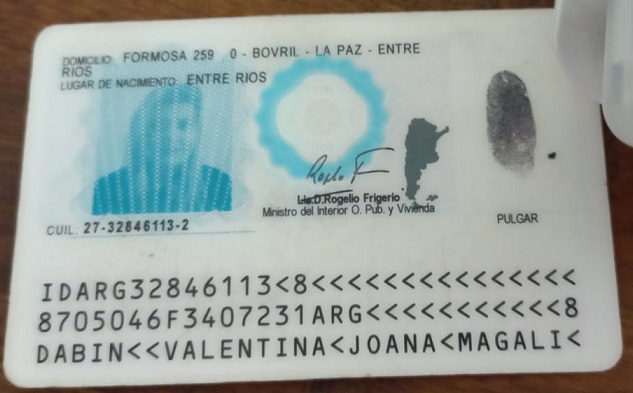 DOMICILIO: FORMOSA 259 0 - BOVRIL - LA PAZ - ENTRE
RIOS
LUGAR DE NACIMIENTO: ENTRE RIOS
Lic.D.Rogelio Frigerio
Ministro del Interior O. Pub. y Vivienda
PULGAR
CUIL: 27-32846113-2
IDARG32846113<8<<<<<<<<<<<<<<<
8705046F3407231ARG<<<<<<<<<<<8
DABIN<<VALENTINA<JOANA<MAGALI<